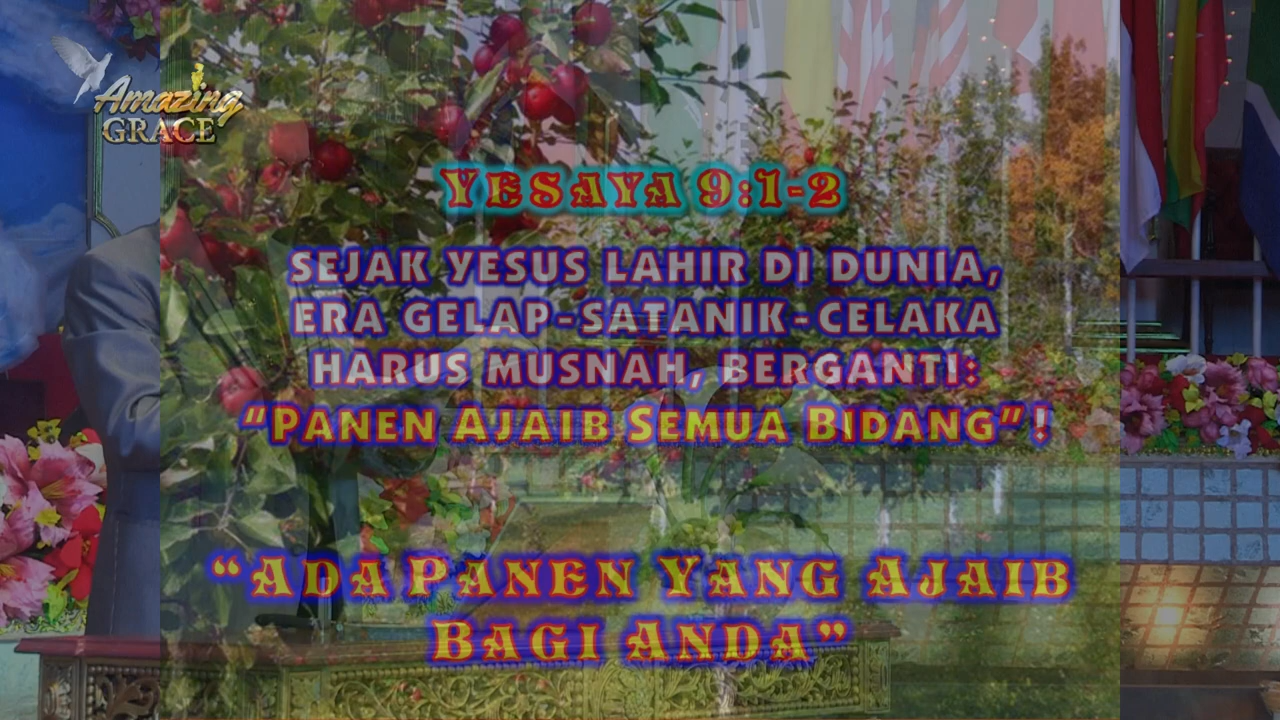 Amazing
GRACE
YESAYA 9:1-2
SEJAK YESUS LAHIR DI DUNIA,
ERA GELAP-SATANIK-CELAKA
HARUS MUSNAH, BERGANTI:
“PANEN AJAIB SEMUA BIDANG”!
“ADA PANEN YANG AJAIB
BAGI ANDA”